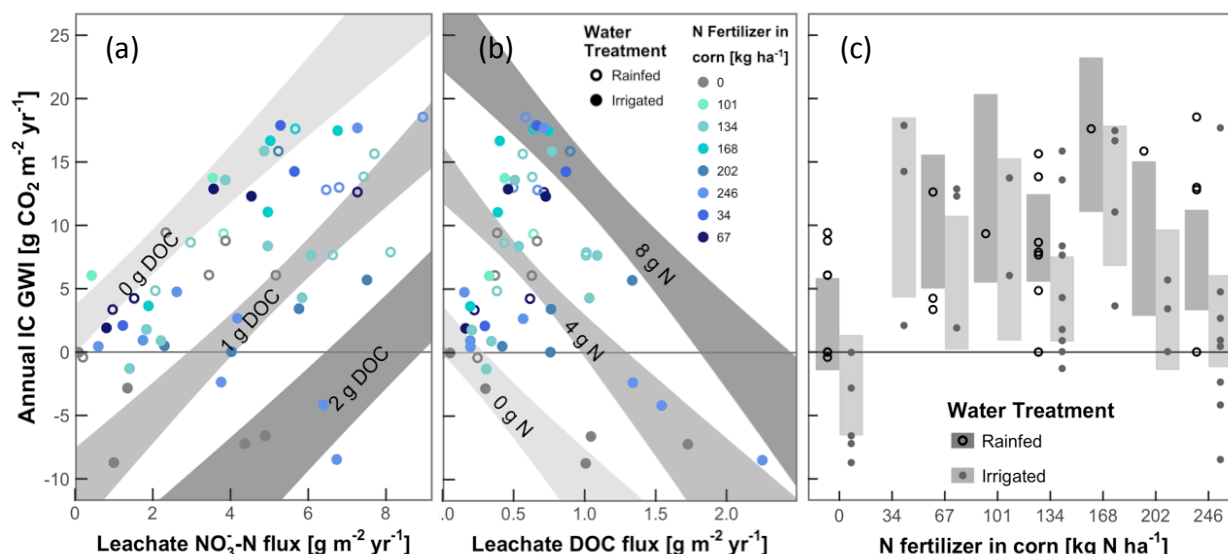 (a)
(b)
(c)
Annual IC GWI [g CO2 m-2 yr-1]
25
20
15
10
5
0
-5
-10
0 g DOC
1 g DOC
2 g DOC
0
2
4
6
8
Leachate NO3--N flux [g m-2 yr-1]
Water
Treatment
Rainfed
Irrigated
N Fertilizer in
corn [kg ha-1]
0
101
134
168
202
246
34
67
8 g N
4 g N
0 g N
.0
0.5
1.0
1.5
2.0
Leachate DOC flux [g m-2 yr-1]
Water Treatment
Rainfed
Irrigated
0
34
67
101
134
168
202
246
N fertilizer in corn [kg N ha-1]